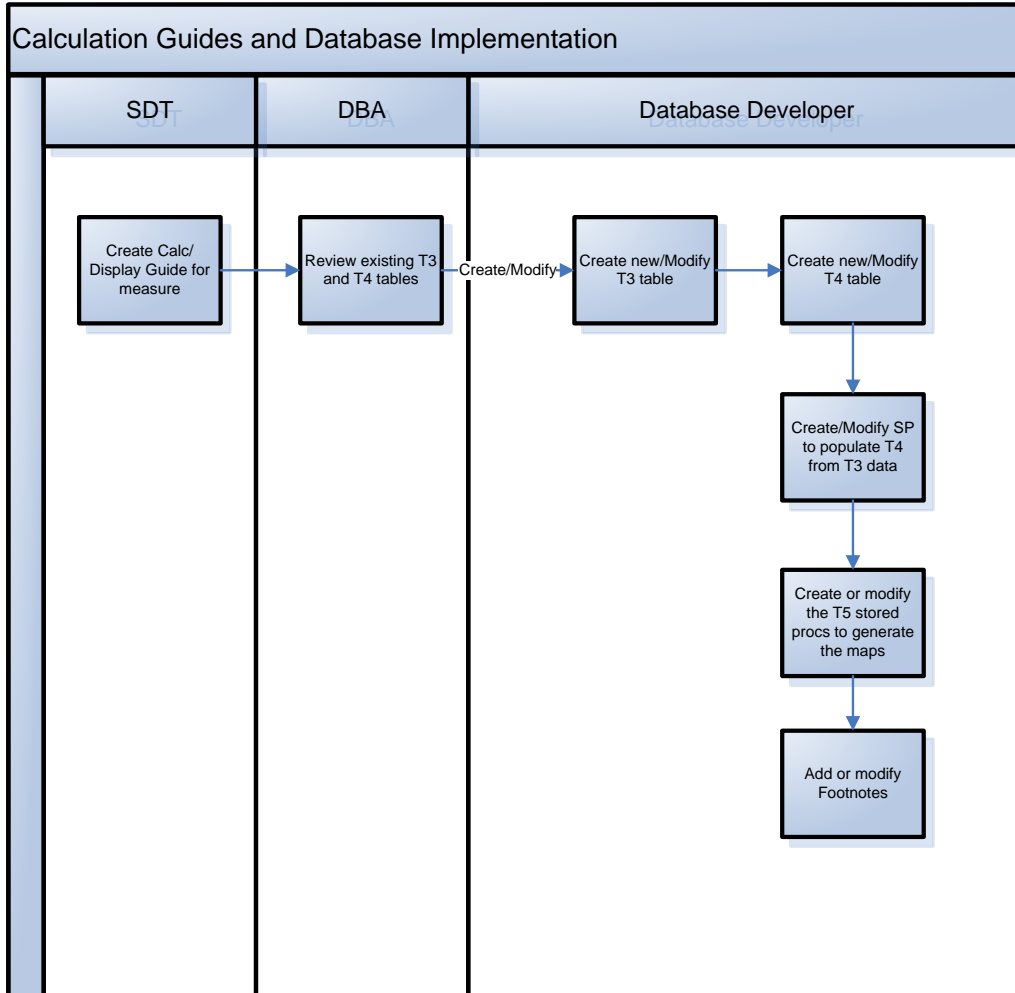 Calculation Guides and Database Implementation
SDT
DBA
Database Developer
Create Calc/
Display Guide for
measure
Review existing T3
and T4 tables
Create/Modify
Create new/Modify
T3 table
Create new/Modify
T4 table
Create/Modify SP
to populate T4
from T3 data
Create or modify
the T5 stored
procs to generate
the maps
Add or modify
Footnotes